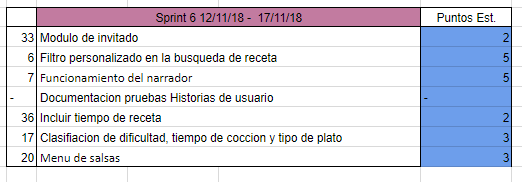 Sprint 6 12/11/18 - 17/11/18 Puntos Est.
33 Modulo de invitado 2
6 Filtro personalizado en la busqueda de receta 5
7 Funcionamiento del narrador 5
- Documentacion pruebas Historias de usuario -
36 Incluir tiempo de receta 2
17 Clasifiacion de dificultad, tiempo de coccion y tipo de plato 3
20 Menu de salsas 3